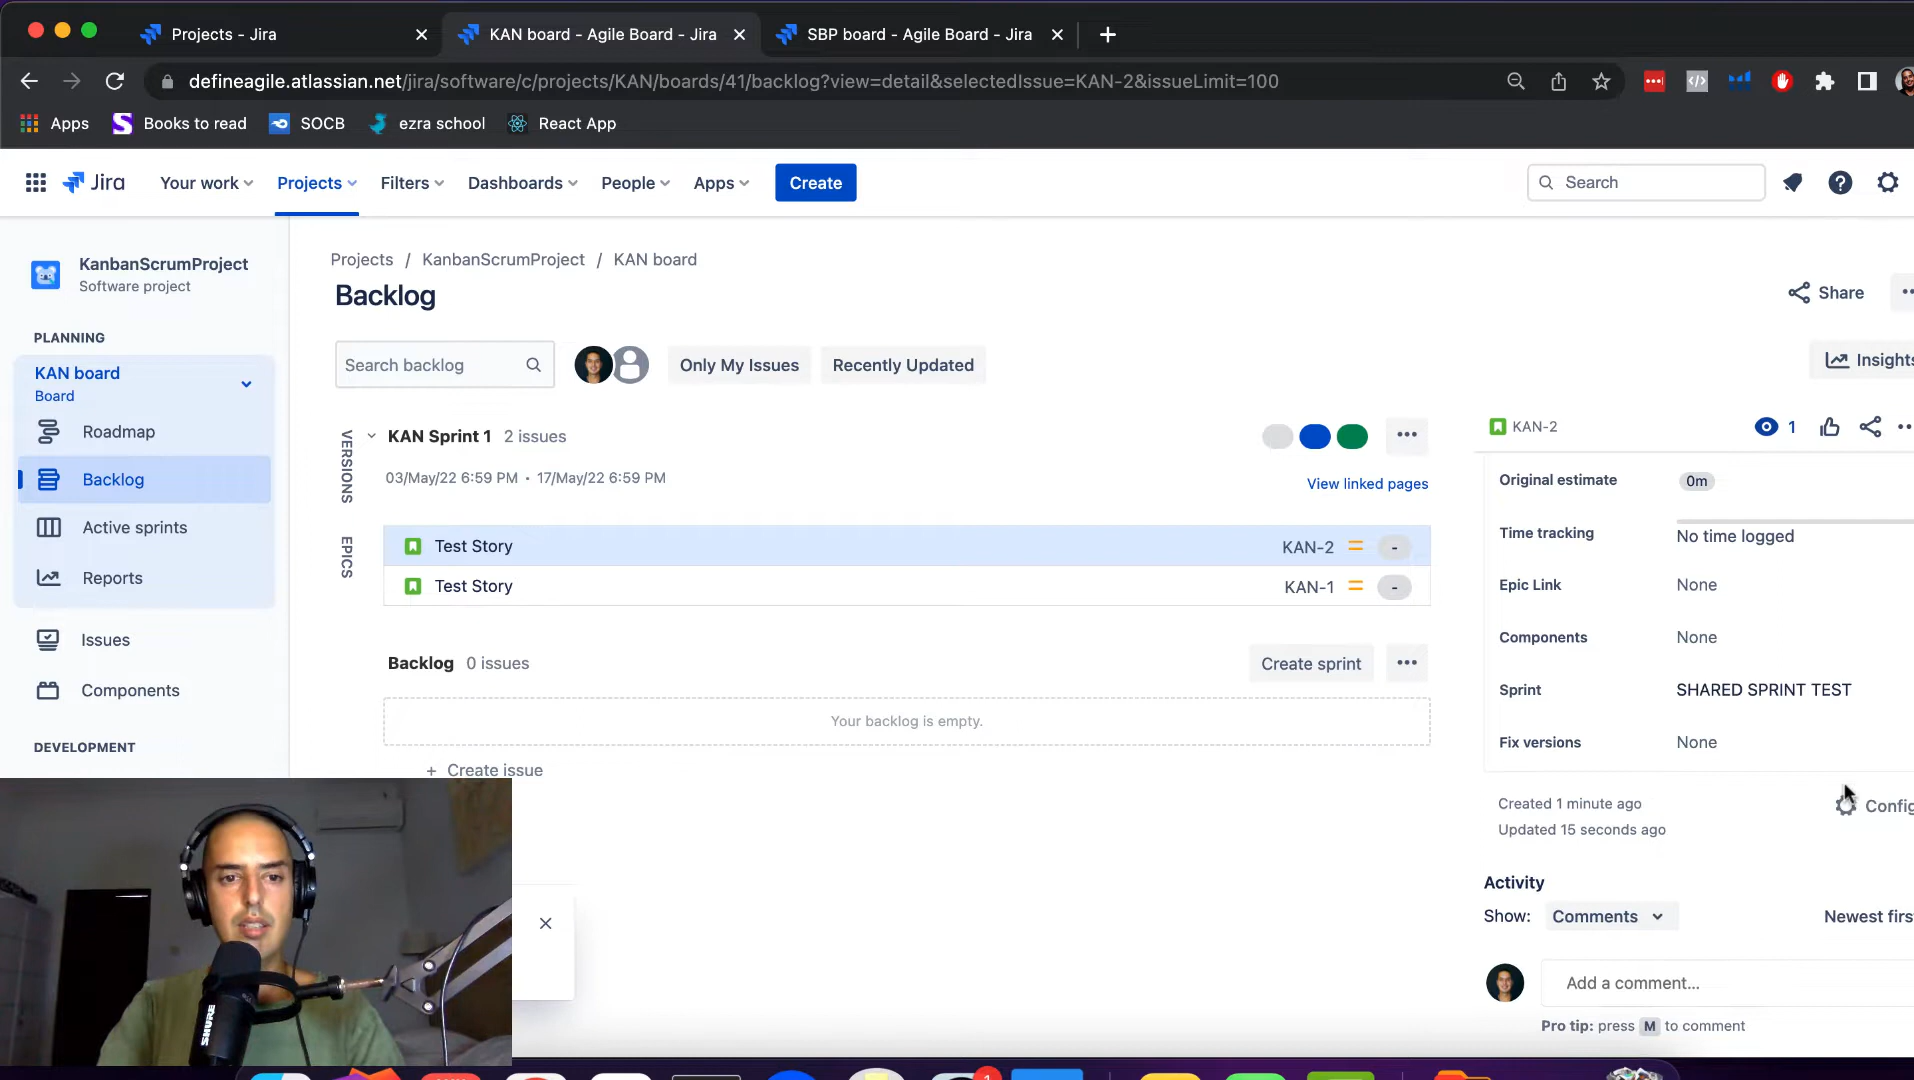 Projects - Jira
KAN board - Agile Board - Jira
SBP board - Agile Board - Jira
defineagile.atlassian.net/jira/software/c/projects/KAN/boards/41/backlog?view=detail&selectedIssue=KAN-2&issueLimit=100
Apps
Books to read
SOCB
ezra school
React App
Jira
Your work
Projects
Filters
Dashboards
People
Apps
Create
Search
KanbanScrumProject
Software project
PLANNING
KAN board
Board
Roadmap
Backlog
Active sprints
Reports
Issues
Components
DEVELOPMENT
Projects / KanbanScrumProject / KAN board
Backlog
Share
Search backlog
Only My Issues
Recently Updated
Insights
VERSIONS
EPICS
KAN Sprint 1 2 issues
03/May/22 6:59 PM • 17/May/22 6:59 PM
View linked pages
Test Story KAN-2 -
Test Story KAN-1 -
Backlog 0 issues
Create sprint
Your backlog is empty.
+ Create issue
KAN-2
1
Original estimate 0m
Time tracking No time logged
Epic Link None
Components None
Sprint SHARED SPRINT TEST
Fix versions None
Created 1 minute ago
Updated 15 seconds ago
Config
Activity
Show: Comments
Newest firs
Add a comment...
Pro tip: press M to comment
SHURE
1